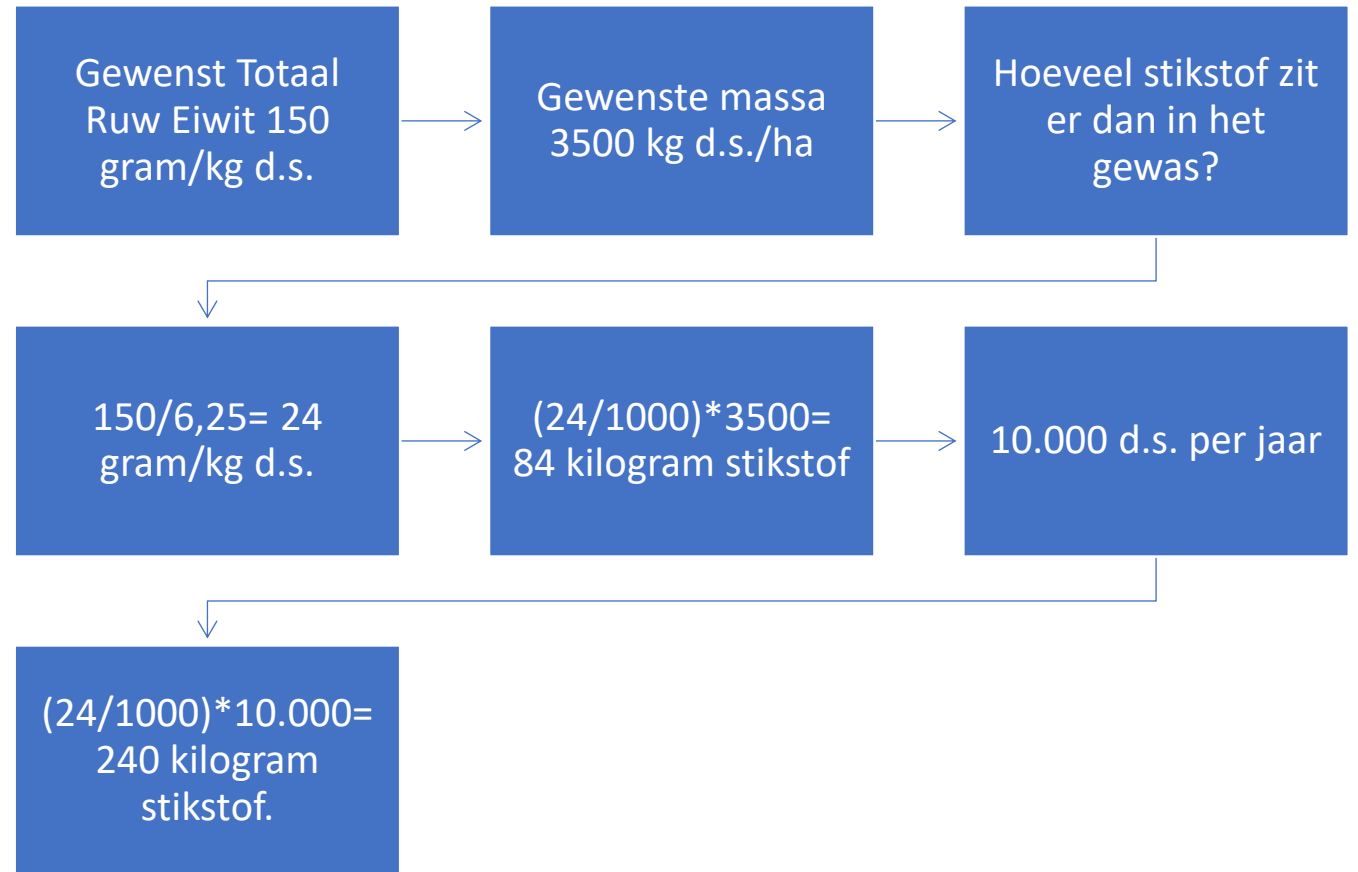 Gewenst Totaal
Ruw Eiwit 150
gram/kg d.s.
Gewenste massa
3500 kg d.s./ha
Hoeveel stikstof zit
er dan in het
gewas?
150/6,25= 24
gram/kg d.s.
(24/1000)*3500=
84 kilogram stikstof
10.000 d.s. per jaar
(24/1000)*10.000=
240 kilogram
stikstof.